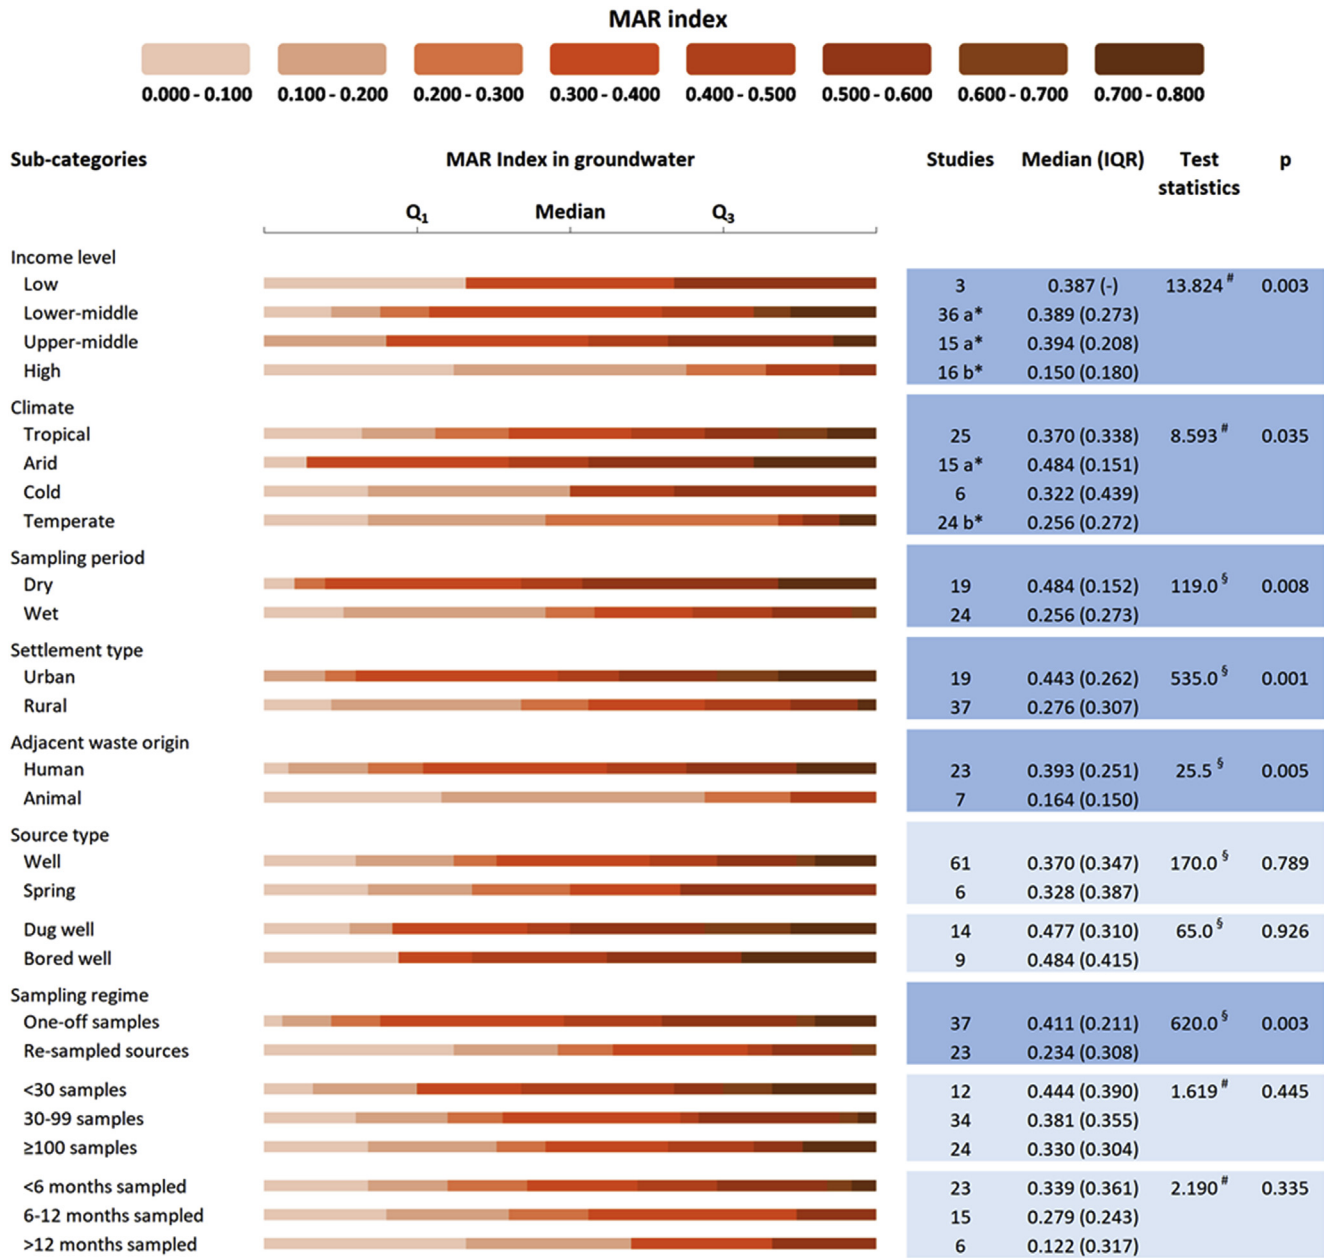 MAR index
0.000 - 0.100 0.100 - 0.200 0.200 - 0.300 0.300 - 0.400 0.400 - 0.500 0.500 - 0.600 0.600 - 0.700 0.700 - 0.800
Sub-categories MAR Index in groundwater Studies Median (IQR) Test statistics p
Q1 Median Q3
Income level
Low 3 0.387 (-) 13.824 # 0.003
Lower-middle 36 a* 0.389 (0.273)
Upper-middle 15 a* 0.394 (0.208)
High 16 b* 0.150 (0.180)
Climate
Tropical 25 0.370 (0.338) 8.593 # 0.035
Arid 15 a* 0.484 (0.151)
Cold 6 0.322 (0.439)
Temperate 24 b* 0.256 (0.272)
Sampling period
Dry 19 0.484 (0.152) 119.0 § 0.008
Wet 24 0.256 (0.273)
Settlement type
Urban 19 0.443 (0.262) 535.0 § 0.001
Rural 37 0.276 (0.307)
Adjacent waste origin
Human 23 0.393 (0.251) 25.5 § 0.005
Animal 7 0.164 (0.150)
Source type
Well 61 0.370 (0.347) 170.0 § 0.789
Spring 6 0.328 (0.387)
Dug well 14 0.477 (0.310) 65.0 § 0.926
Bored well 9 0.484 (0.415)
Sampling regime
One-off samples 37 0.411 (0.211) 620.0 § 0.003
Re-sampled sources 23 0.234 (0.308)
<30 samples 12 0.444 (0.390) 1.619 # 0.445
30-99 samples 34 0.381 (0.355)
≥100 samples 24 0.330 (0.304)
<6 months sampled 23 0.339 (0.361) 2.190 # 0.335
6-12 months sampled 15 0.279 (0.243)
>12 months sampled 6 0.122 (0.317)